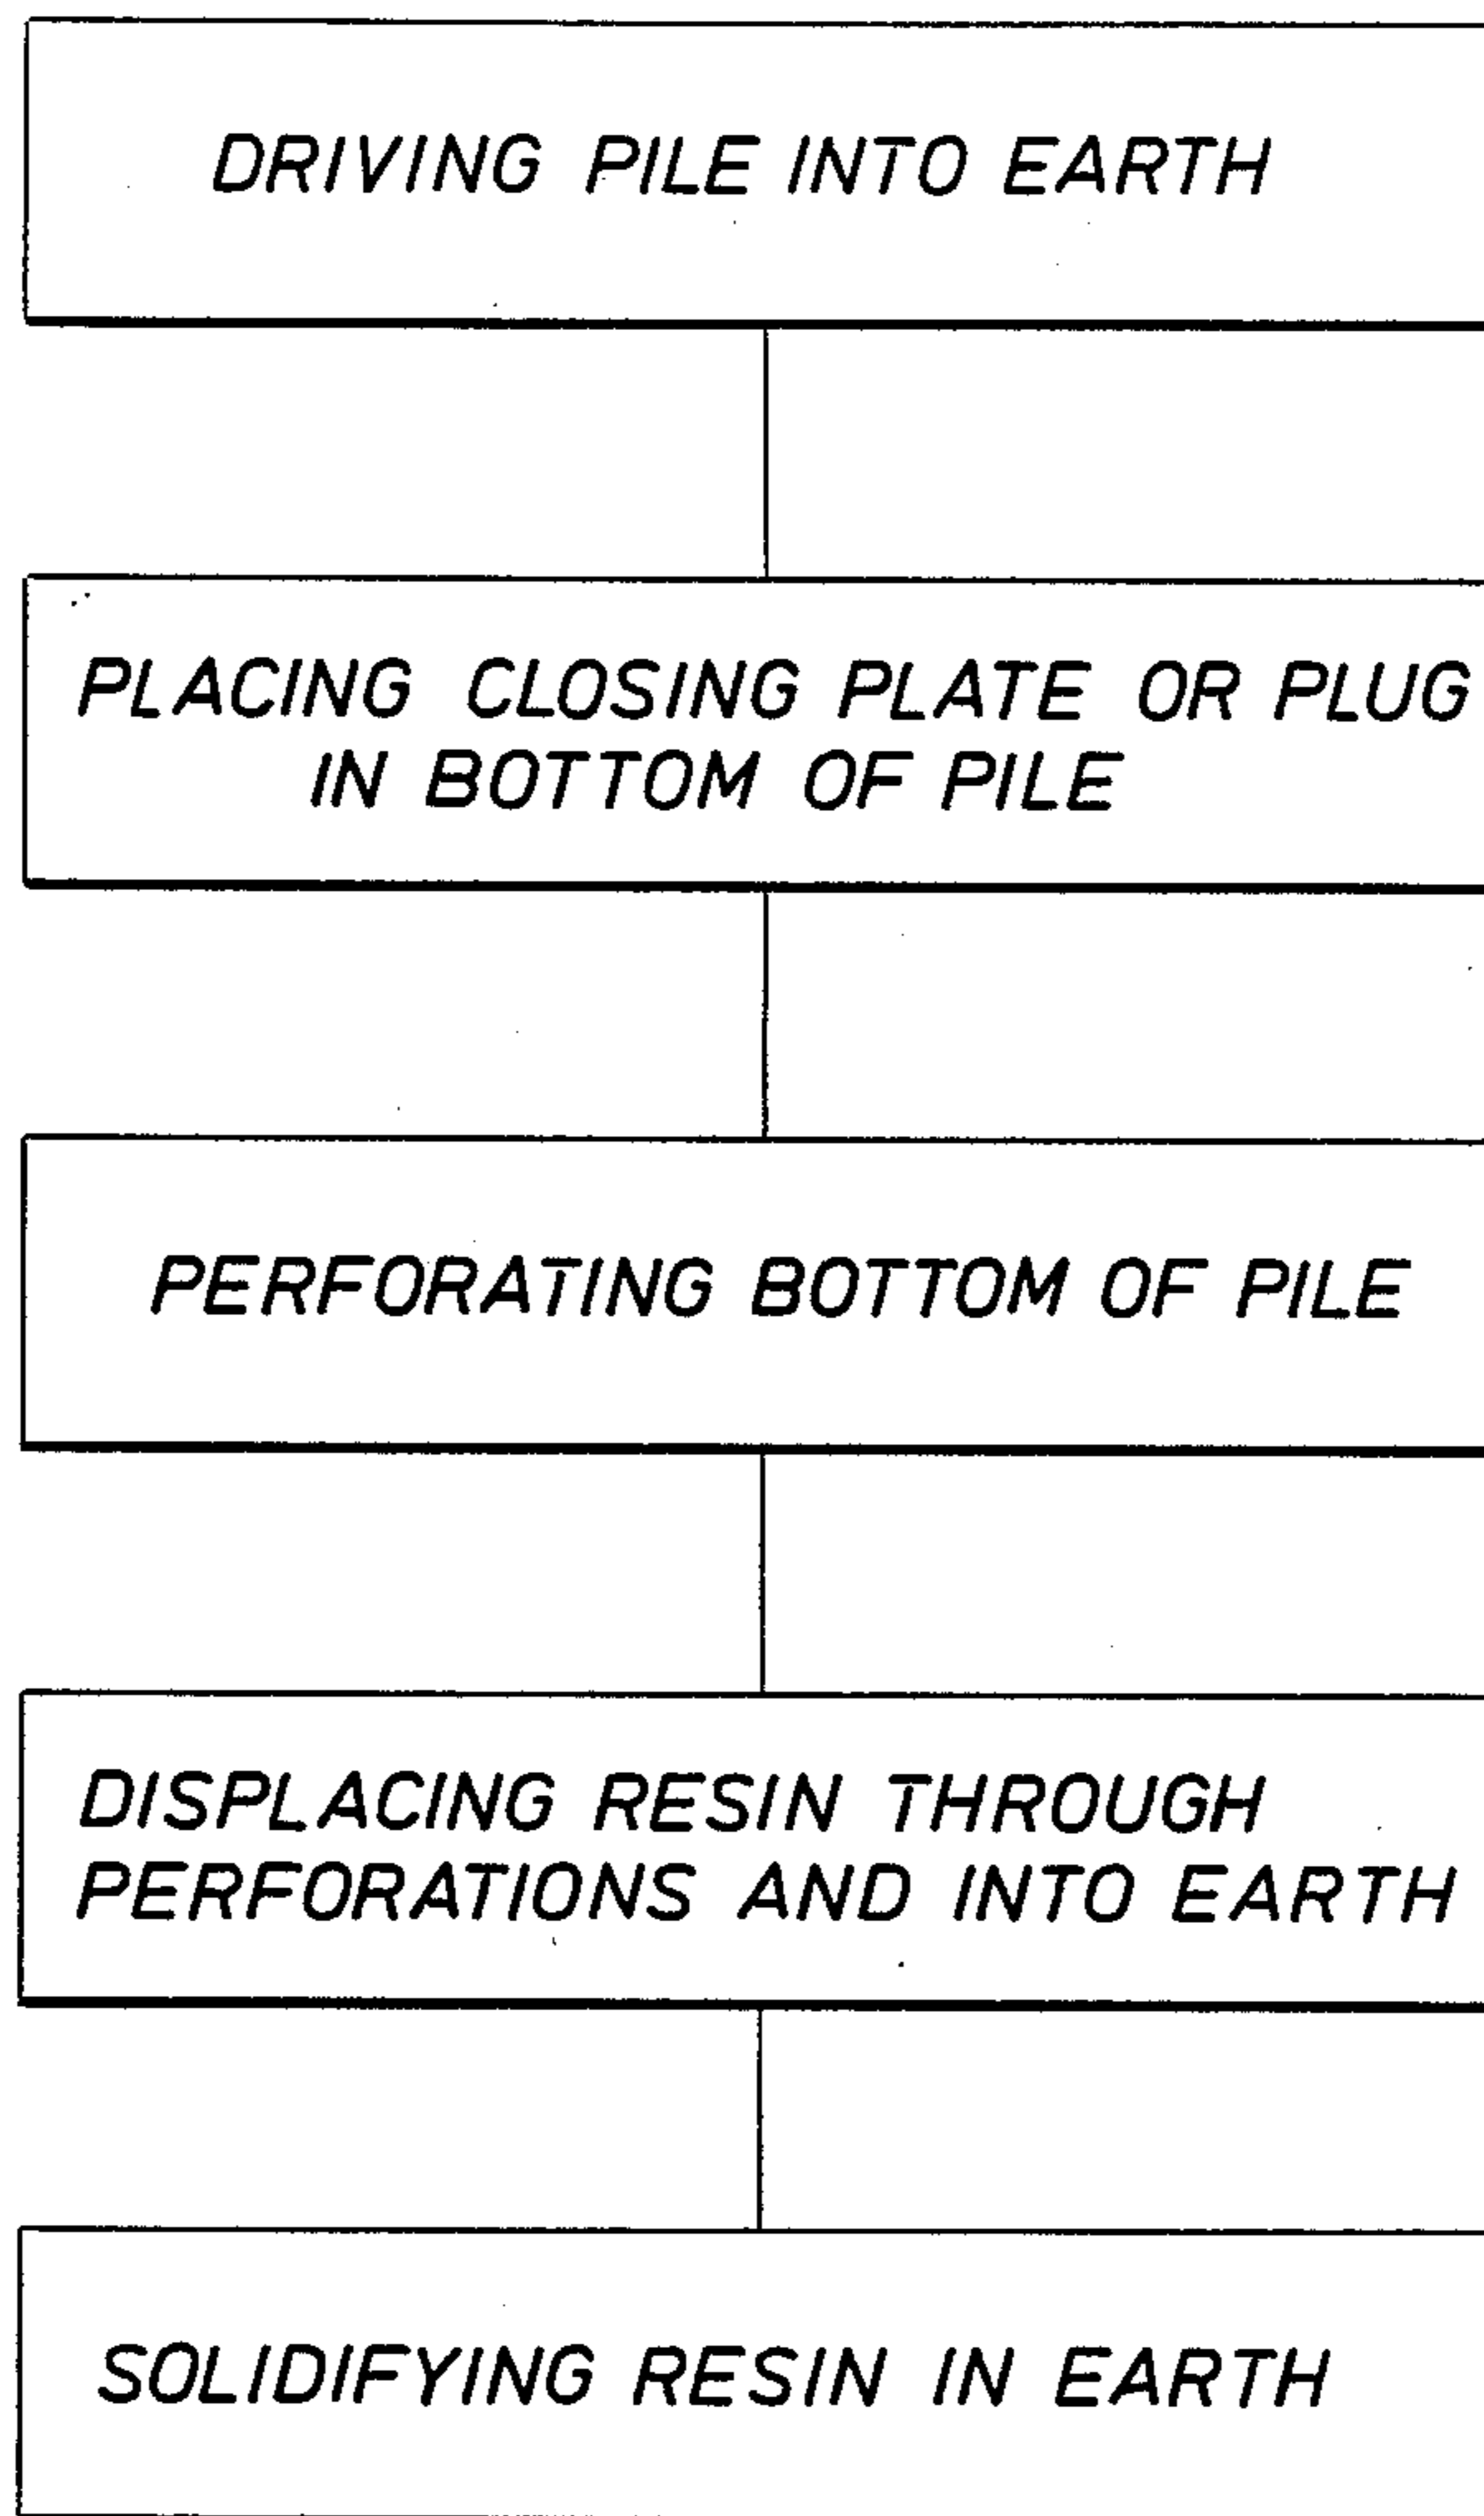 DRIVING PILE INTO EARTH
PLACING CLOSING PLATE OR PLUG
IN BOTTOM OF PILE
PERFORATING BOTTOM OF PILE
DISPLACING RESIN THROUGH
PERFORATIONS AND INTO EARTH
SOLIDIFYING RESIN IN EARTH